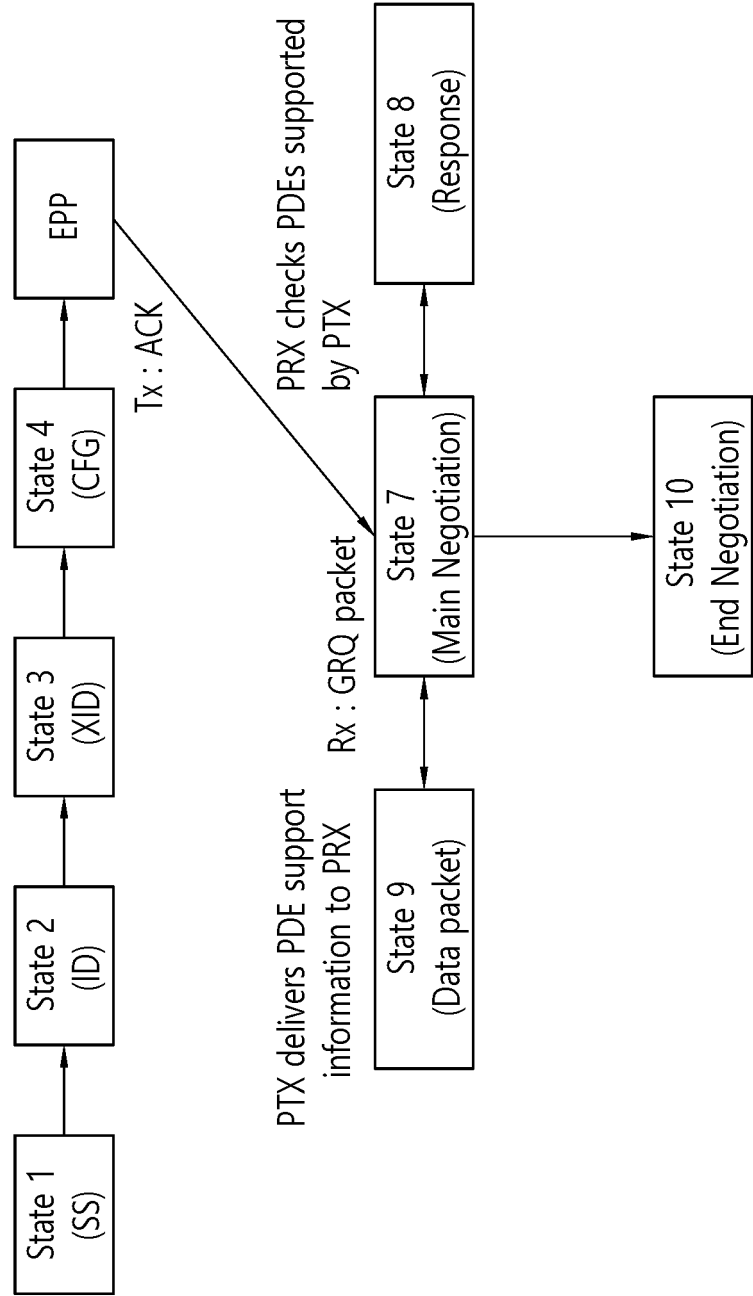 State 1
(SS)
State 2
(ID)
State 3
(XID)
State 4
(CFG)
EPP
Tx : ACK
PTX delivers PDE support
information to PRX
Rx : GRQ packet
PRX checks PDEs supported
by PTX
State 9
(Data packet)
State 7
(Main Negotiation)
State 8
(Response)
State 10
(End Negotiation)